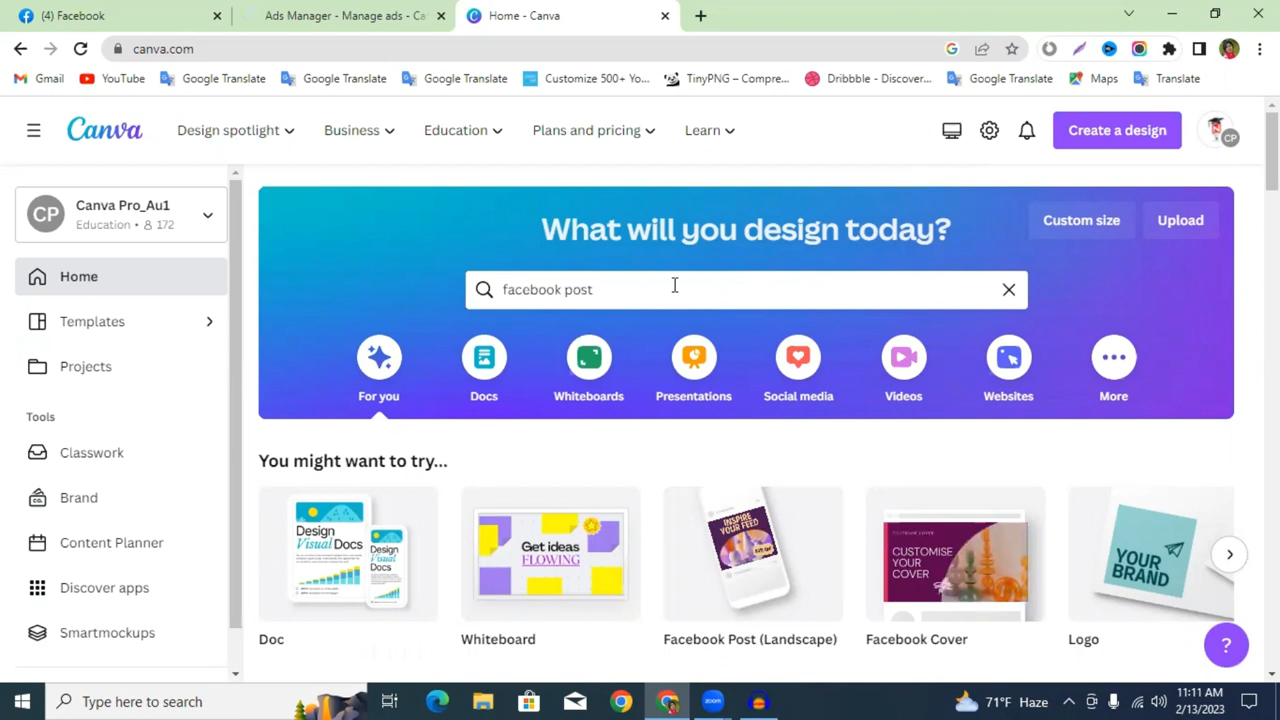 (4) Facebook
Ads Manager - Manage ads - Ca
Home - Canva
canva.com
Gmail
YouTube
Google Translate
Google Translate
Google Translate
Customize 500+ Yo...
TinyPNG – Compre...
Dribbble - Discover...
Google Translate
Maps
Translate
Canva
Design spotlight
Business
Education
Plans and pricing
Learn
Create a design
CP
CP
Canva Pro_Au1
Education • 172
What will you design today?
Custom size
Upload
facebook post
Home
Templates
Projects
For you
Docs
Whiteboards
Presentations
Social media
Videos
Websites
More
Tools
Classwork
Brand
Content Planner
Discover apps
Smartmockups
You might want to try...
Design
Visual Docs
Design
Visual
Docs
Get ideas
FLOWING
INSPIRE
YOUR FEED
CUSTOMISE
YOUR
COVER
YOUR
BRAND
Doc
Whiteboard
Facebook Post (Landscape)
Facebook Cover
Logo
?
Type here to search
zoom
71°F Haze
11:11 AM
2/13/2023